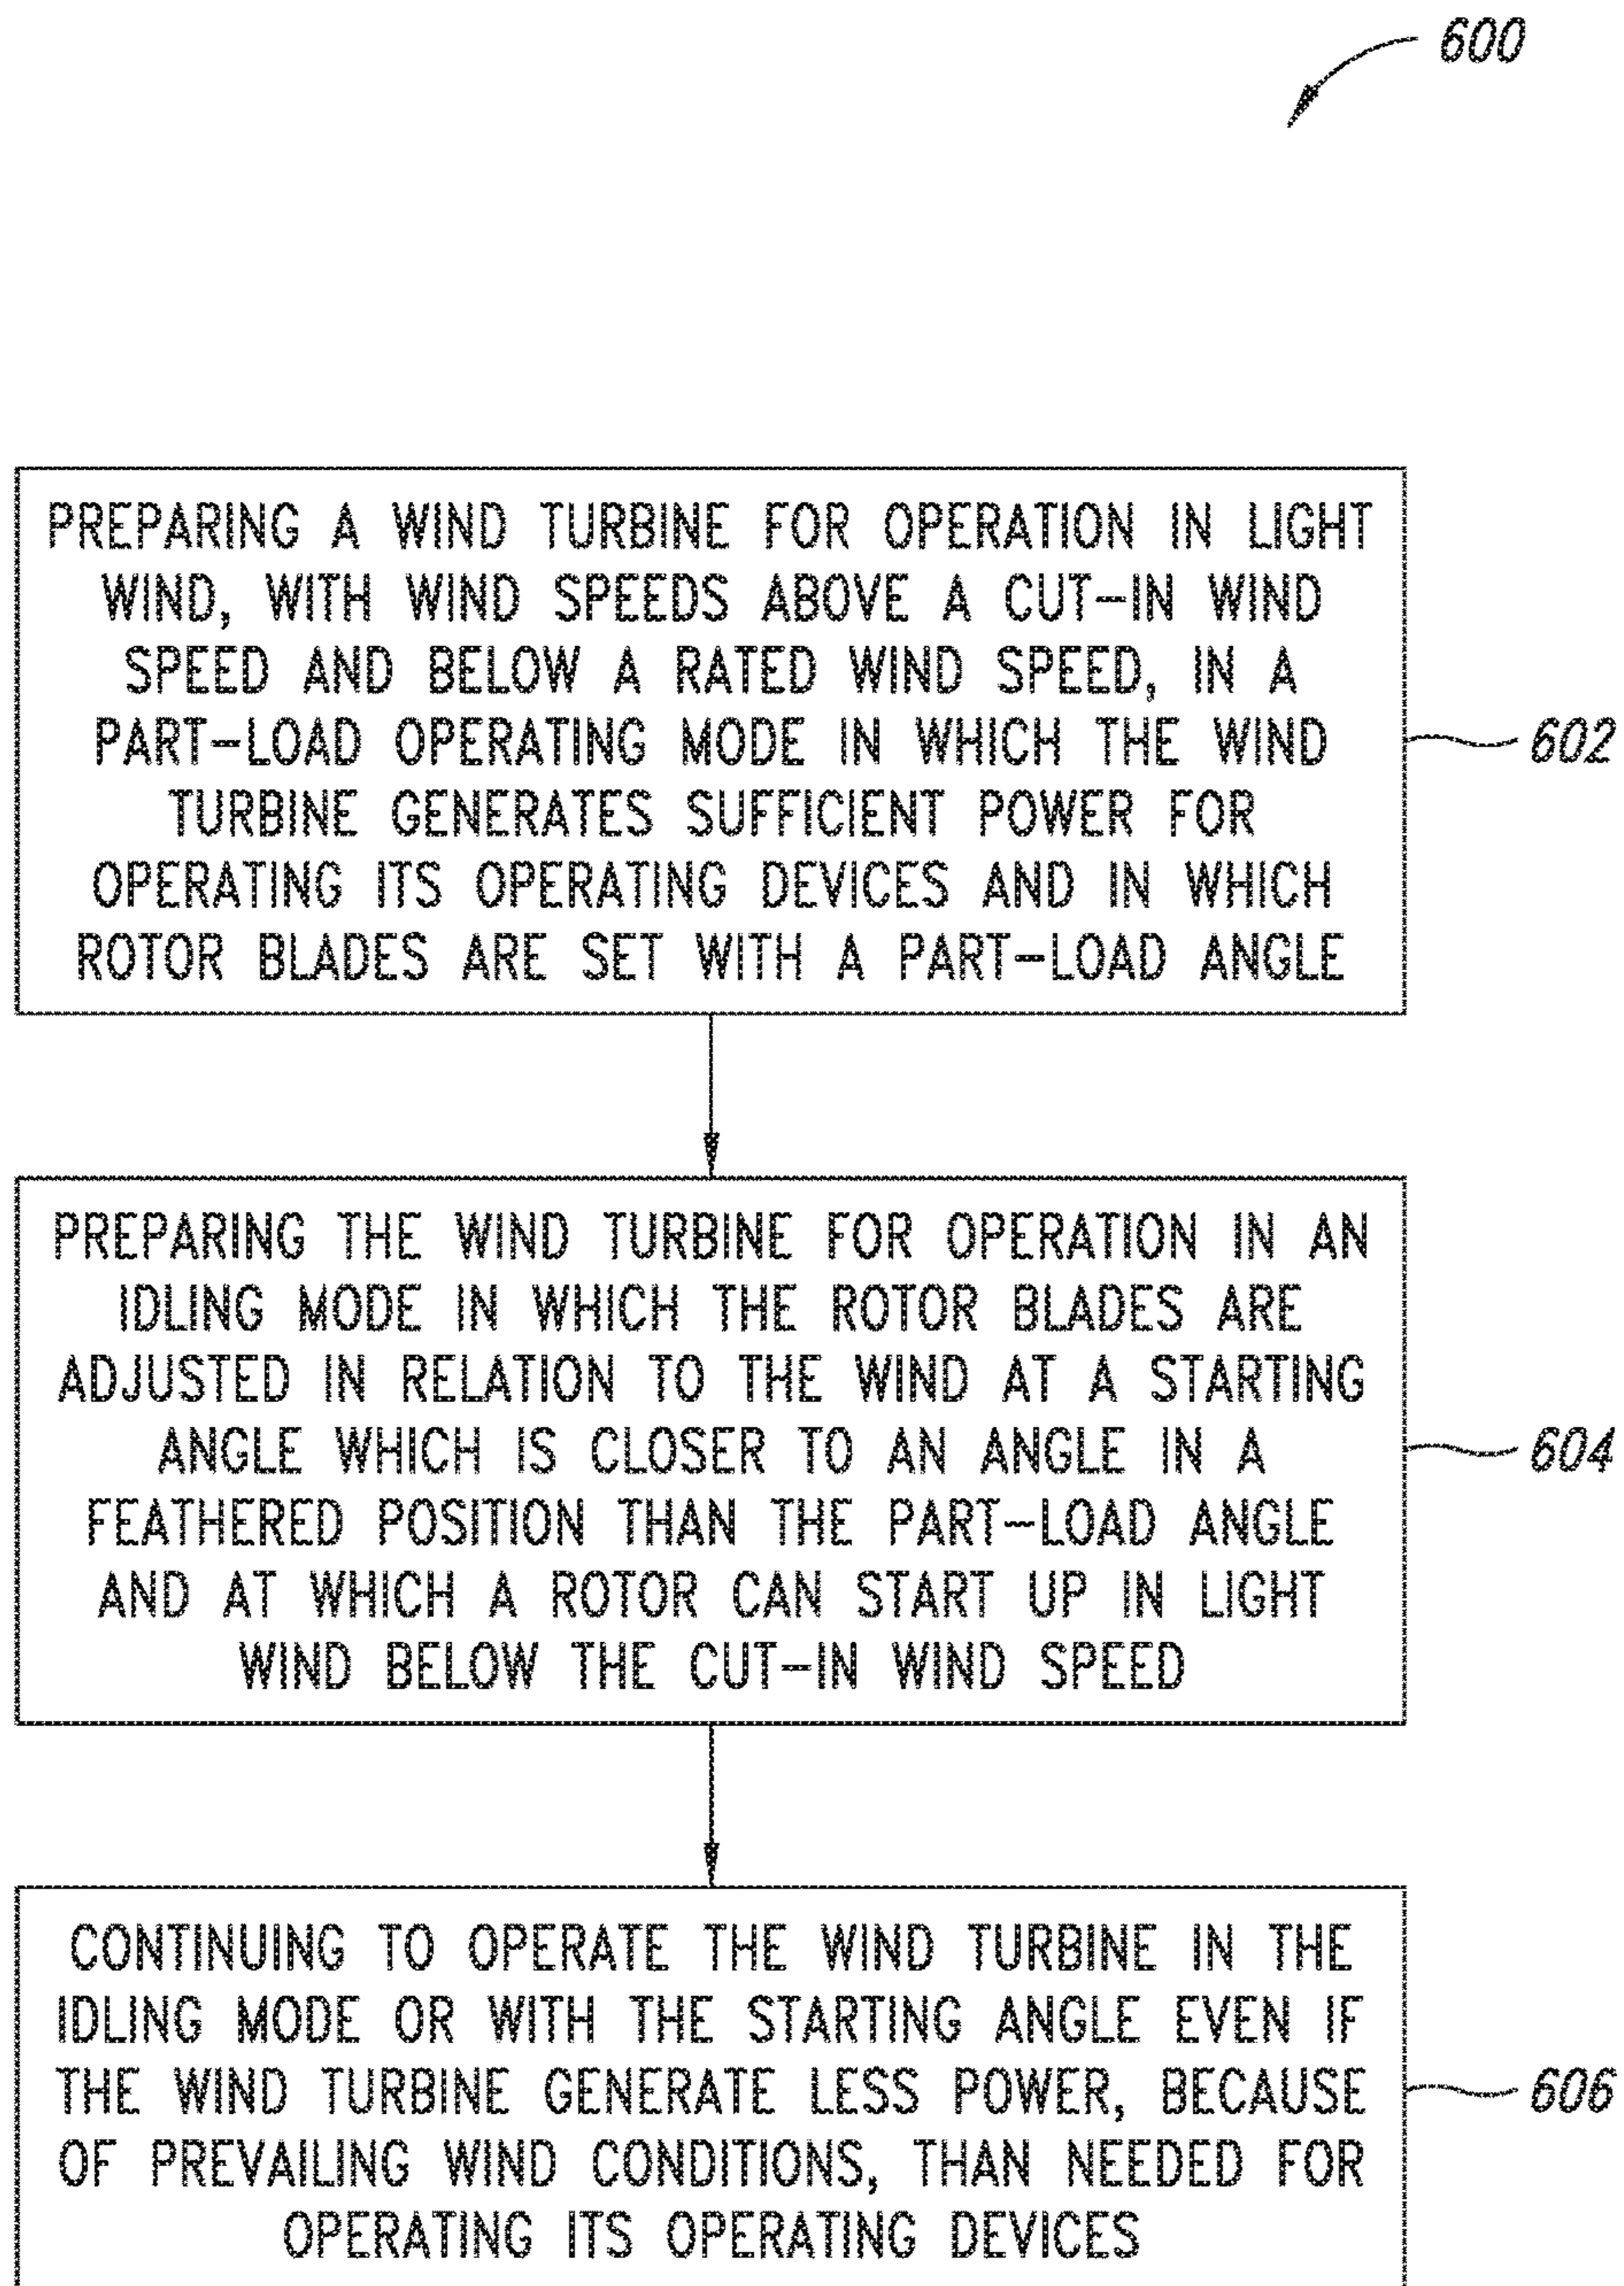 600
PREPARING A WIND TURBINE FOR OPERATION IN LIGHT
WIND, WITH WIND SPEEDS ABOVE A CUT-IN WIND
SPEED AND BELOW A RATED WIND SPEED, IN A
PART-LOAD OPERATING MODE IN WHICH THE WIND
TURBINE GENERATES SUFFICIENT POWER FOR
OPERATING ITS OPERATING DEVICES AND IN WHICH
ROTOR BLADES ARE SET WITH A PART-LOAD ANGLE
602
PREPARING THE WIND TURBINE FOR OPERATION IN AN
IDLING MODE IN WHICH THE ROTOR BLADES ARE
ADJUSTED IN RELATION TO THE WIND AT A STARTING
ANGLE WHICH IS CLOSER TO AN ANGLE IN A
FEATHERED POSITION THAN THE PART-LOAD ANGLE
AND AT WHICH A ROTOR CAN START UP IN LIGHT
WIND BELOW THE CUT-IN WIND SPEED
604
CONTINUING TO OPERATE THE WIND TURBINE IN THE
IDLING MODE OR WITH THE STARTING ANGLE EVEN IF
THE WIND TURBINE GENERATE LESS POWER, BECAUSE
OF PREVAILING WIND CONDITIONS, THAN NEEDED FOR
OPERATING ITS OPERATING DEVICES
606